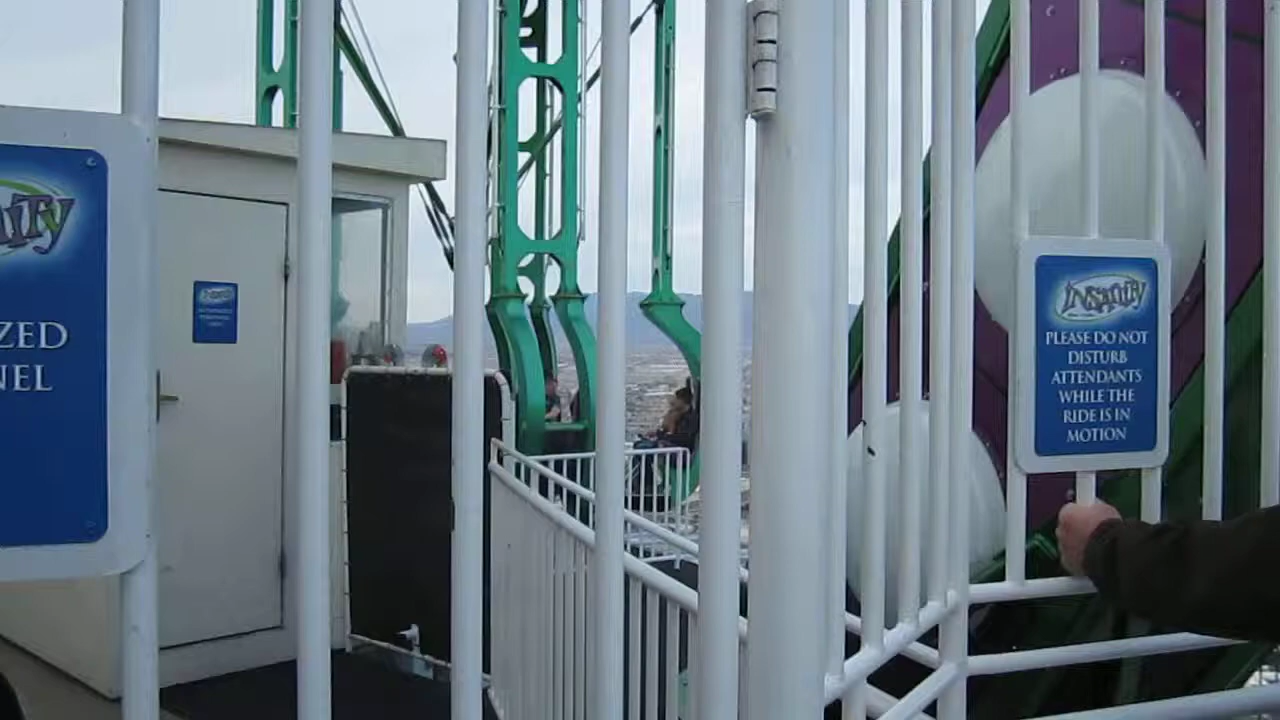 ZED
NEL
INSANITY
PLEASE DO NOT
DISTURB
ATTENDANTS
WHILE THE
RIDE IS IN
MOTION